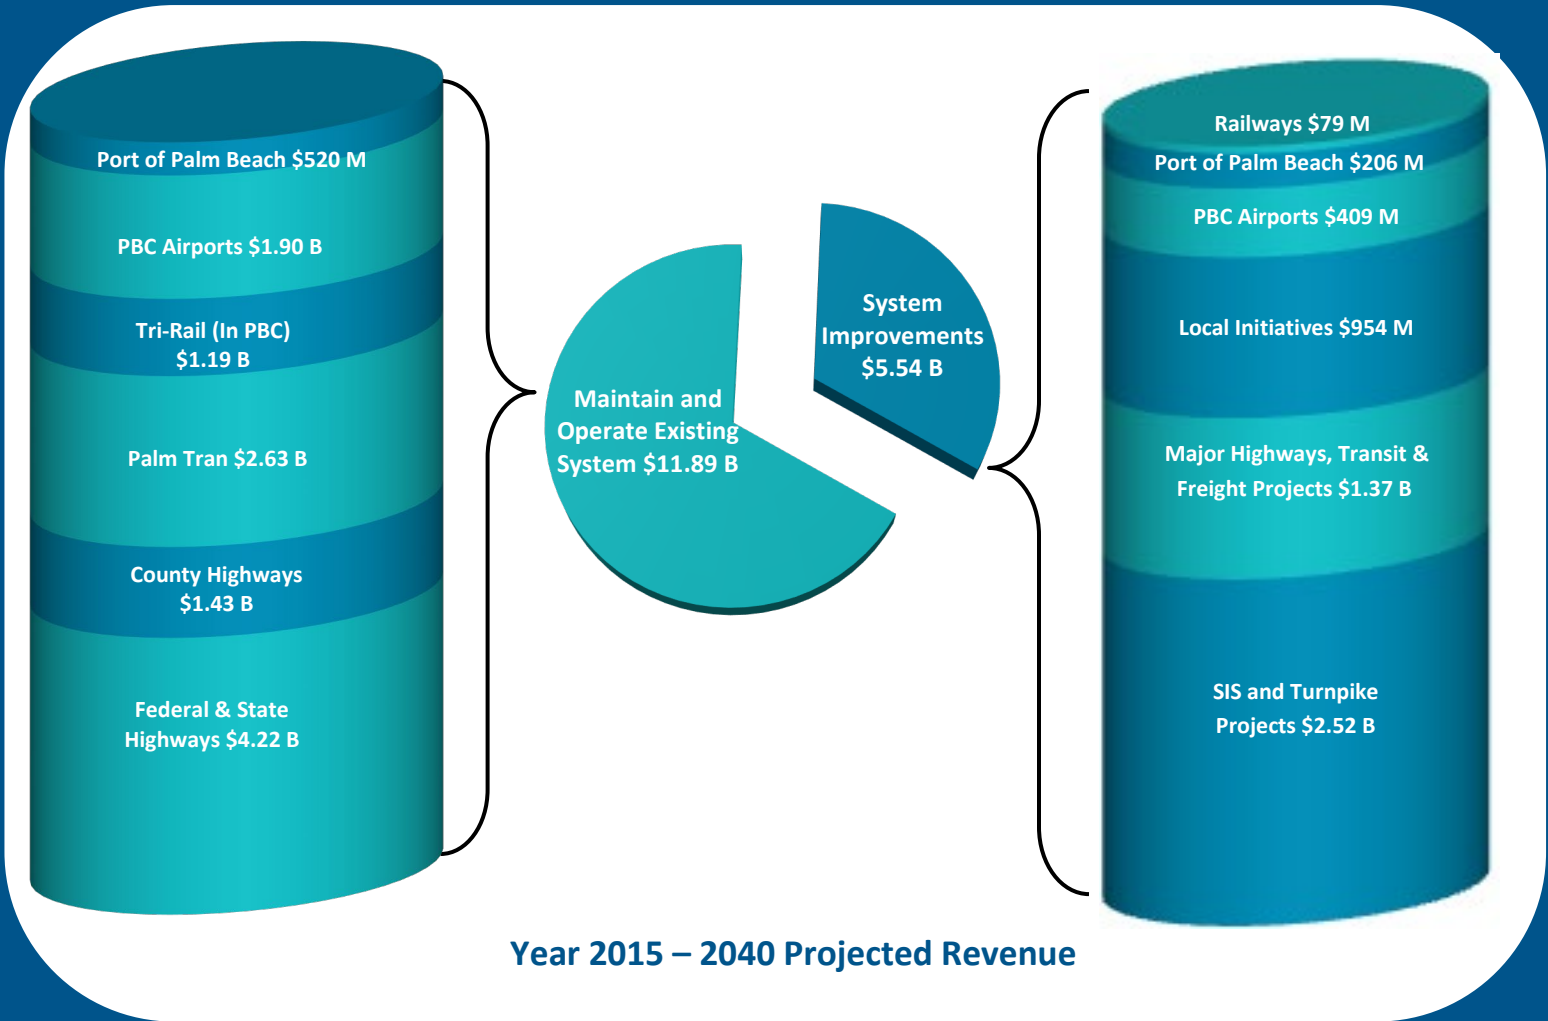 Port of Palm Beach $520 M
PBC Airports $1.90 B
Tri-Rail (In PBC)
$1.19 B
Palm Tran $2.63 B
County Highways
$1.43 B
Federal & State
Highways $4.22 B
Maintain and
Operate Existing
System $11.89 B
System
Improvements
$5.54 B
Railways $79 M
Port of Palm Beach $206 M
PBC Airports $409 M
Local Initiatives $954 M
Major Highways, Transit &
Freight Projects $1.37 B
SIS and Turnpike
Projects $2.52 B
Year 2015 – 2040 Projected Revenue